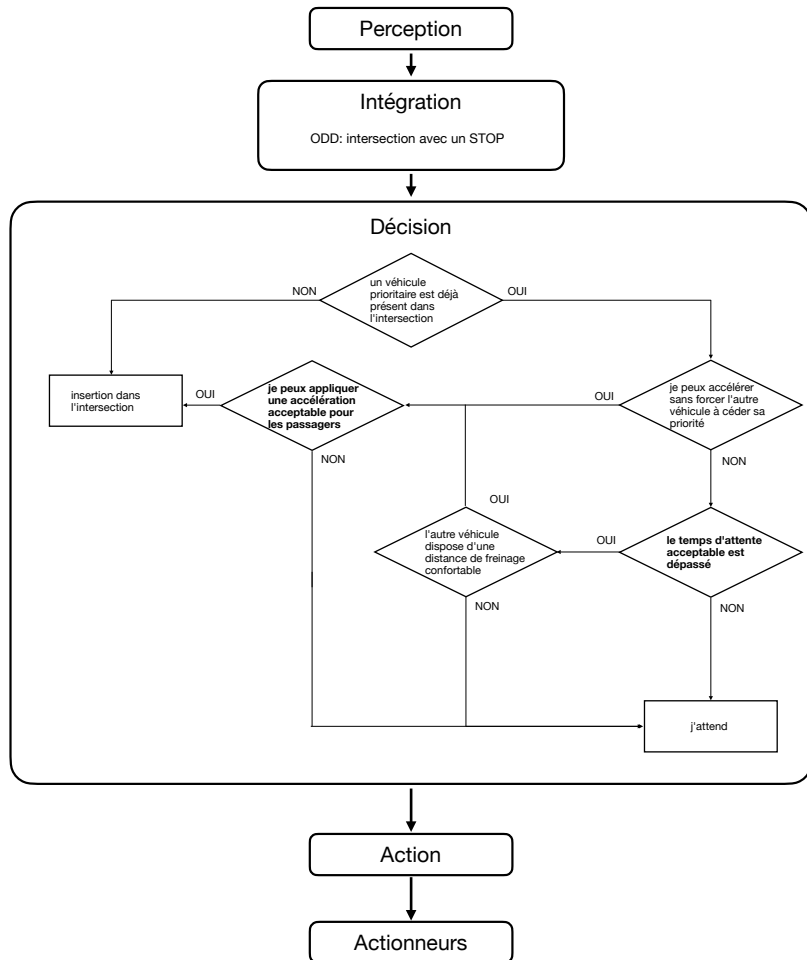 Perception
Intégration
ODD: intersection avec un STOP
Décision
un véhicule
prioritaire est déjà
présent dans
l'intersection
NON
OUI
insertion dans
l'intersection
OUI
je peux appliquer
une accélération
acceptable pour
les passagers
OUI
je peux accélérer
sans forcer l'autre
véhicule à céder sa
priorité
NON
NON
OUI
l'autre véhicule
dispose d'une
distance de freinage
confortable
OUI
le temps d'attente
acceptable est
dépassé
NON
NON
j'attend
Action
Actionneurs